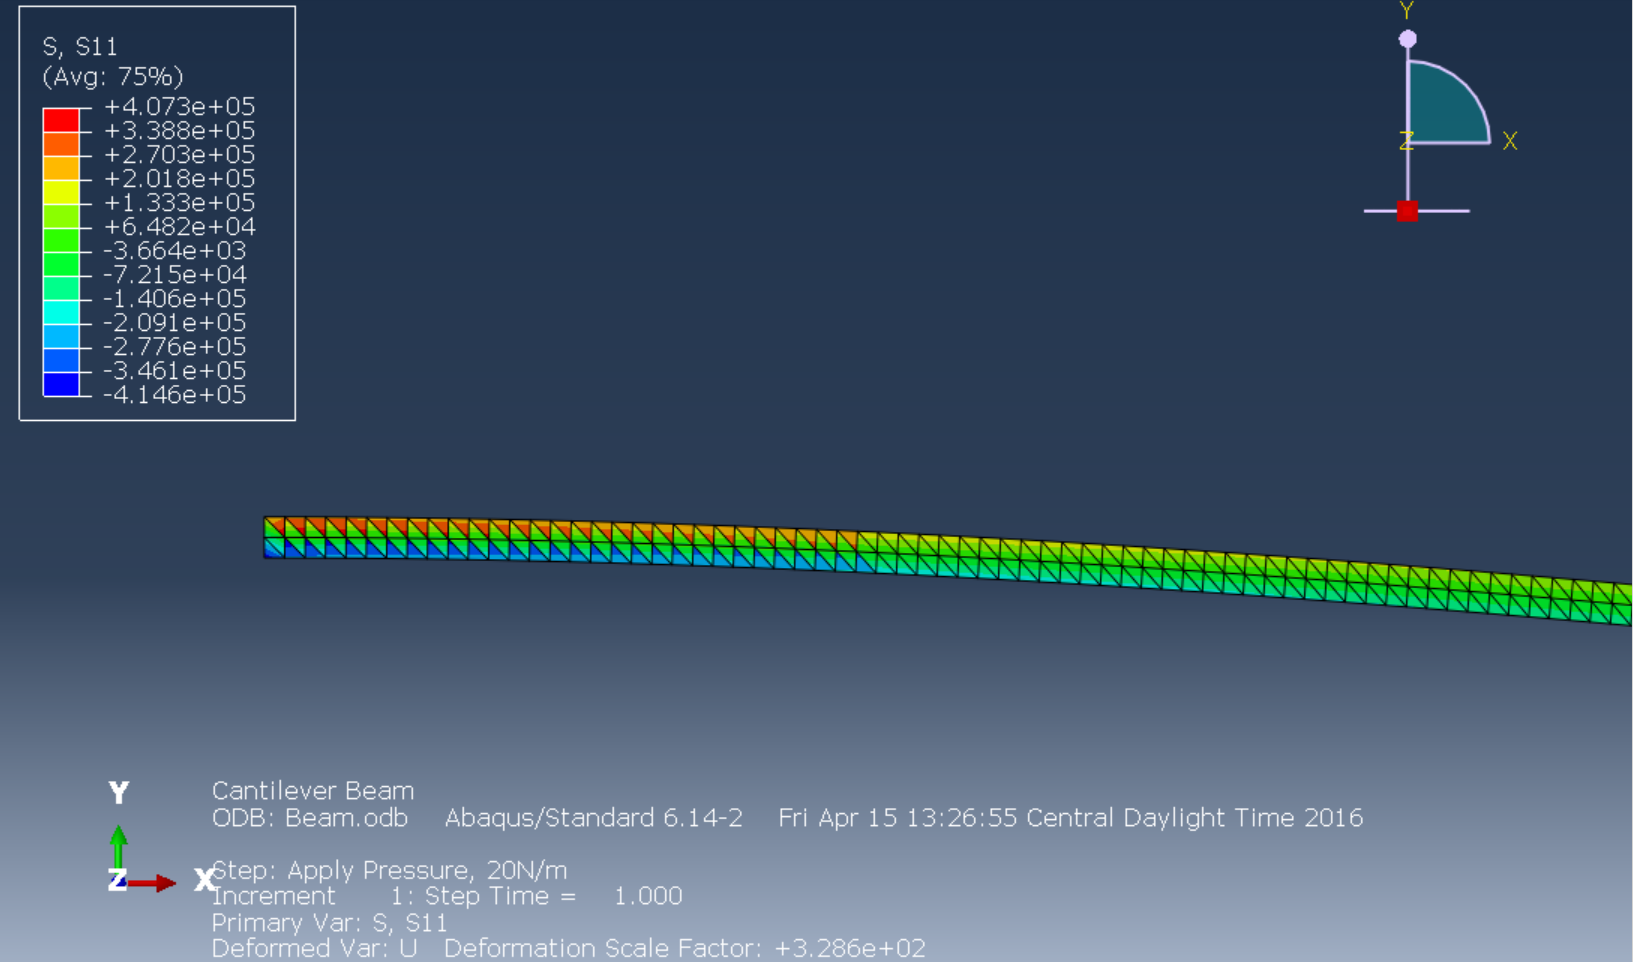 S, S11
(Avg: 75%)
+4.073e+05
+3.388e+05
+2.703e+05
+2.018e+05
+1.333e+05
+6.482e+04
-3.664e+03
-7.215e+04
-1.406e+05
-2.091e+05
-2.776e+05
-3.461e+05
-4.146e+05
Y
Z X
Y
Z X
Cantilever Beam
ODB: Beam.odb Abaqus/Standard 6.14-2 Fri Apr 15 13:26:55 Central Daylight Time 2016
Step: Apply Pressure, 20N/m
Increment 1: Step Time = 1.000
Primary Var: S, S11
Deformed Var: U Deformation Scale Factor: +3.286e+02